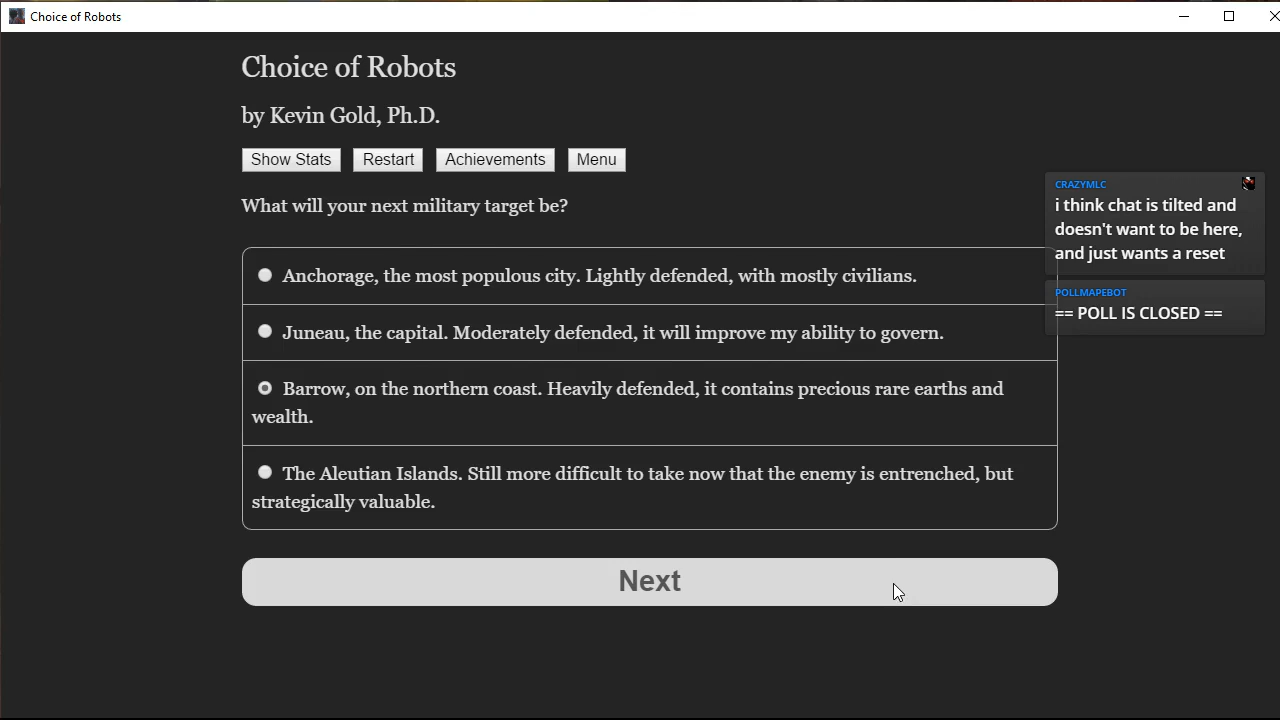 Choice of Robots
Choice of Robots
by Kevin Gold, Ph.D.
Show Stats Restart Achievements Menu
What will your next military target be?
Anchorage, the most populous city. Lightly defended, with mostly civilians.
Juneau, the capital. Moderately defended, it will improve my ability to govern.
Barrow, on the northern coast. Heavily defended, it contains precious rare earths and
wealth.
The Aleutian Islands. Still more difficult to take now that the enemy is entrenched, but
strategically valuable.
Next
CRAZYMLC
i think chat is tilted and
doesn't want to be here,
and just wants a reset
POLLMAPEBOT
== POLL IS CLOSED ==